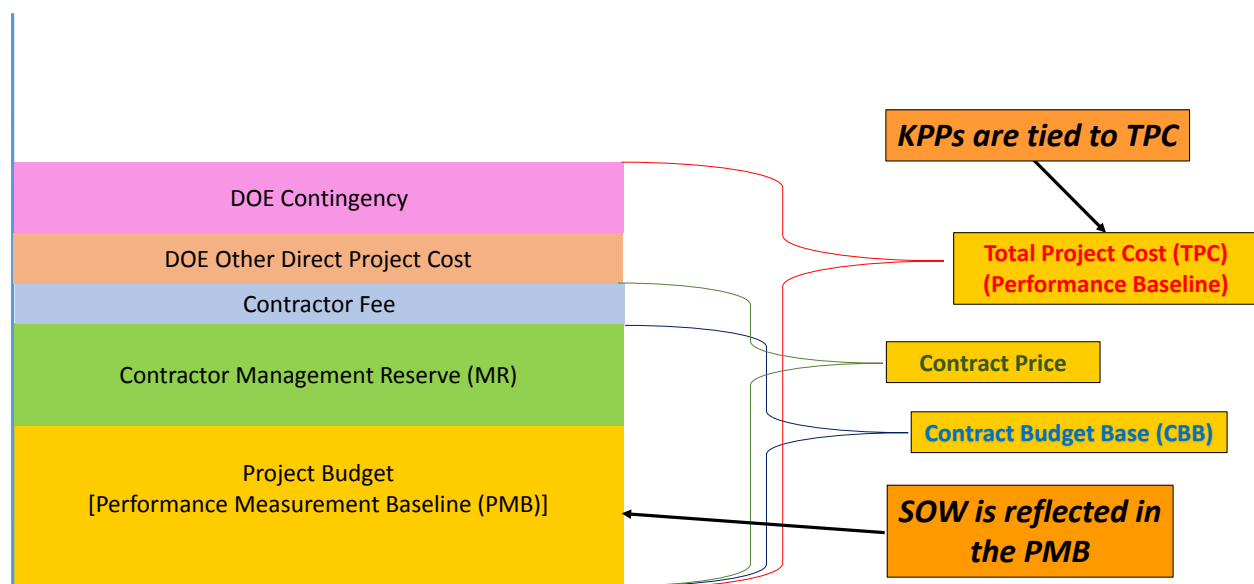 KPPs are tied to TPC
DOE Contingency
DOE Other Direct Project Cost
Total Project Cost (TPC)
(Performance Baseline)
Contractor Fee
Contractor Management Reserve (MR)
Contract Price
Contract Budget Base (CBB)
Project Budget
[Performance Measurement Baseline (PMB)]
SOW is reflected in
the PMB